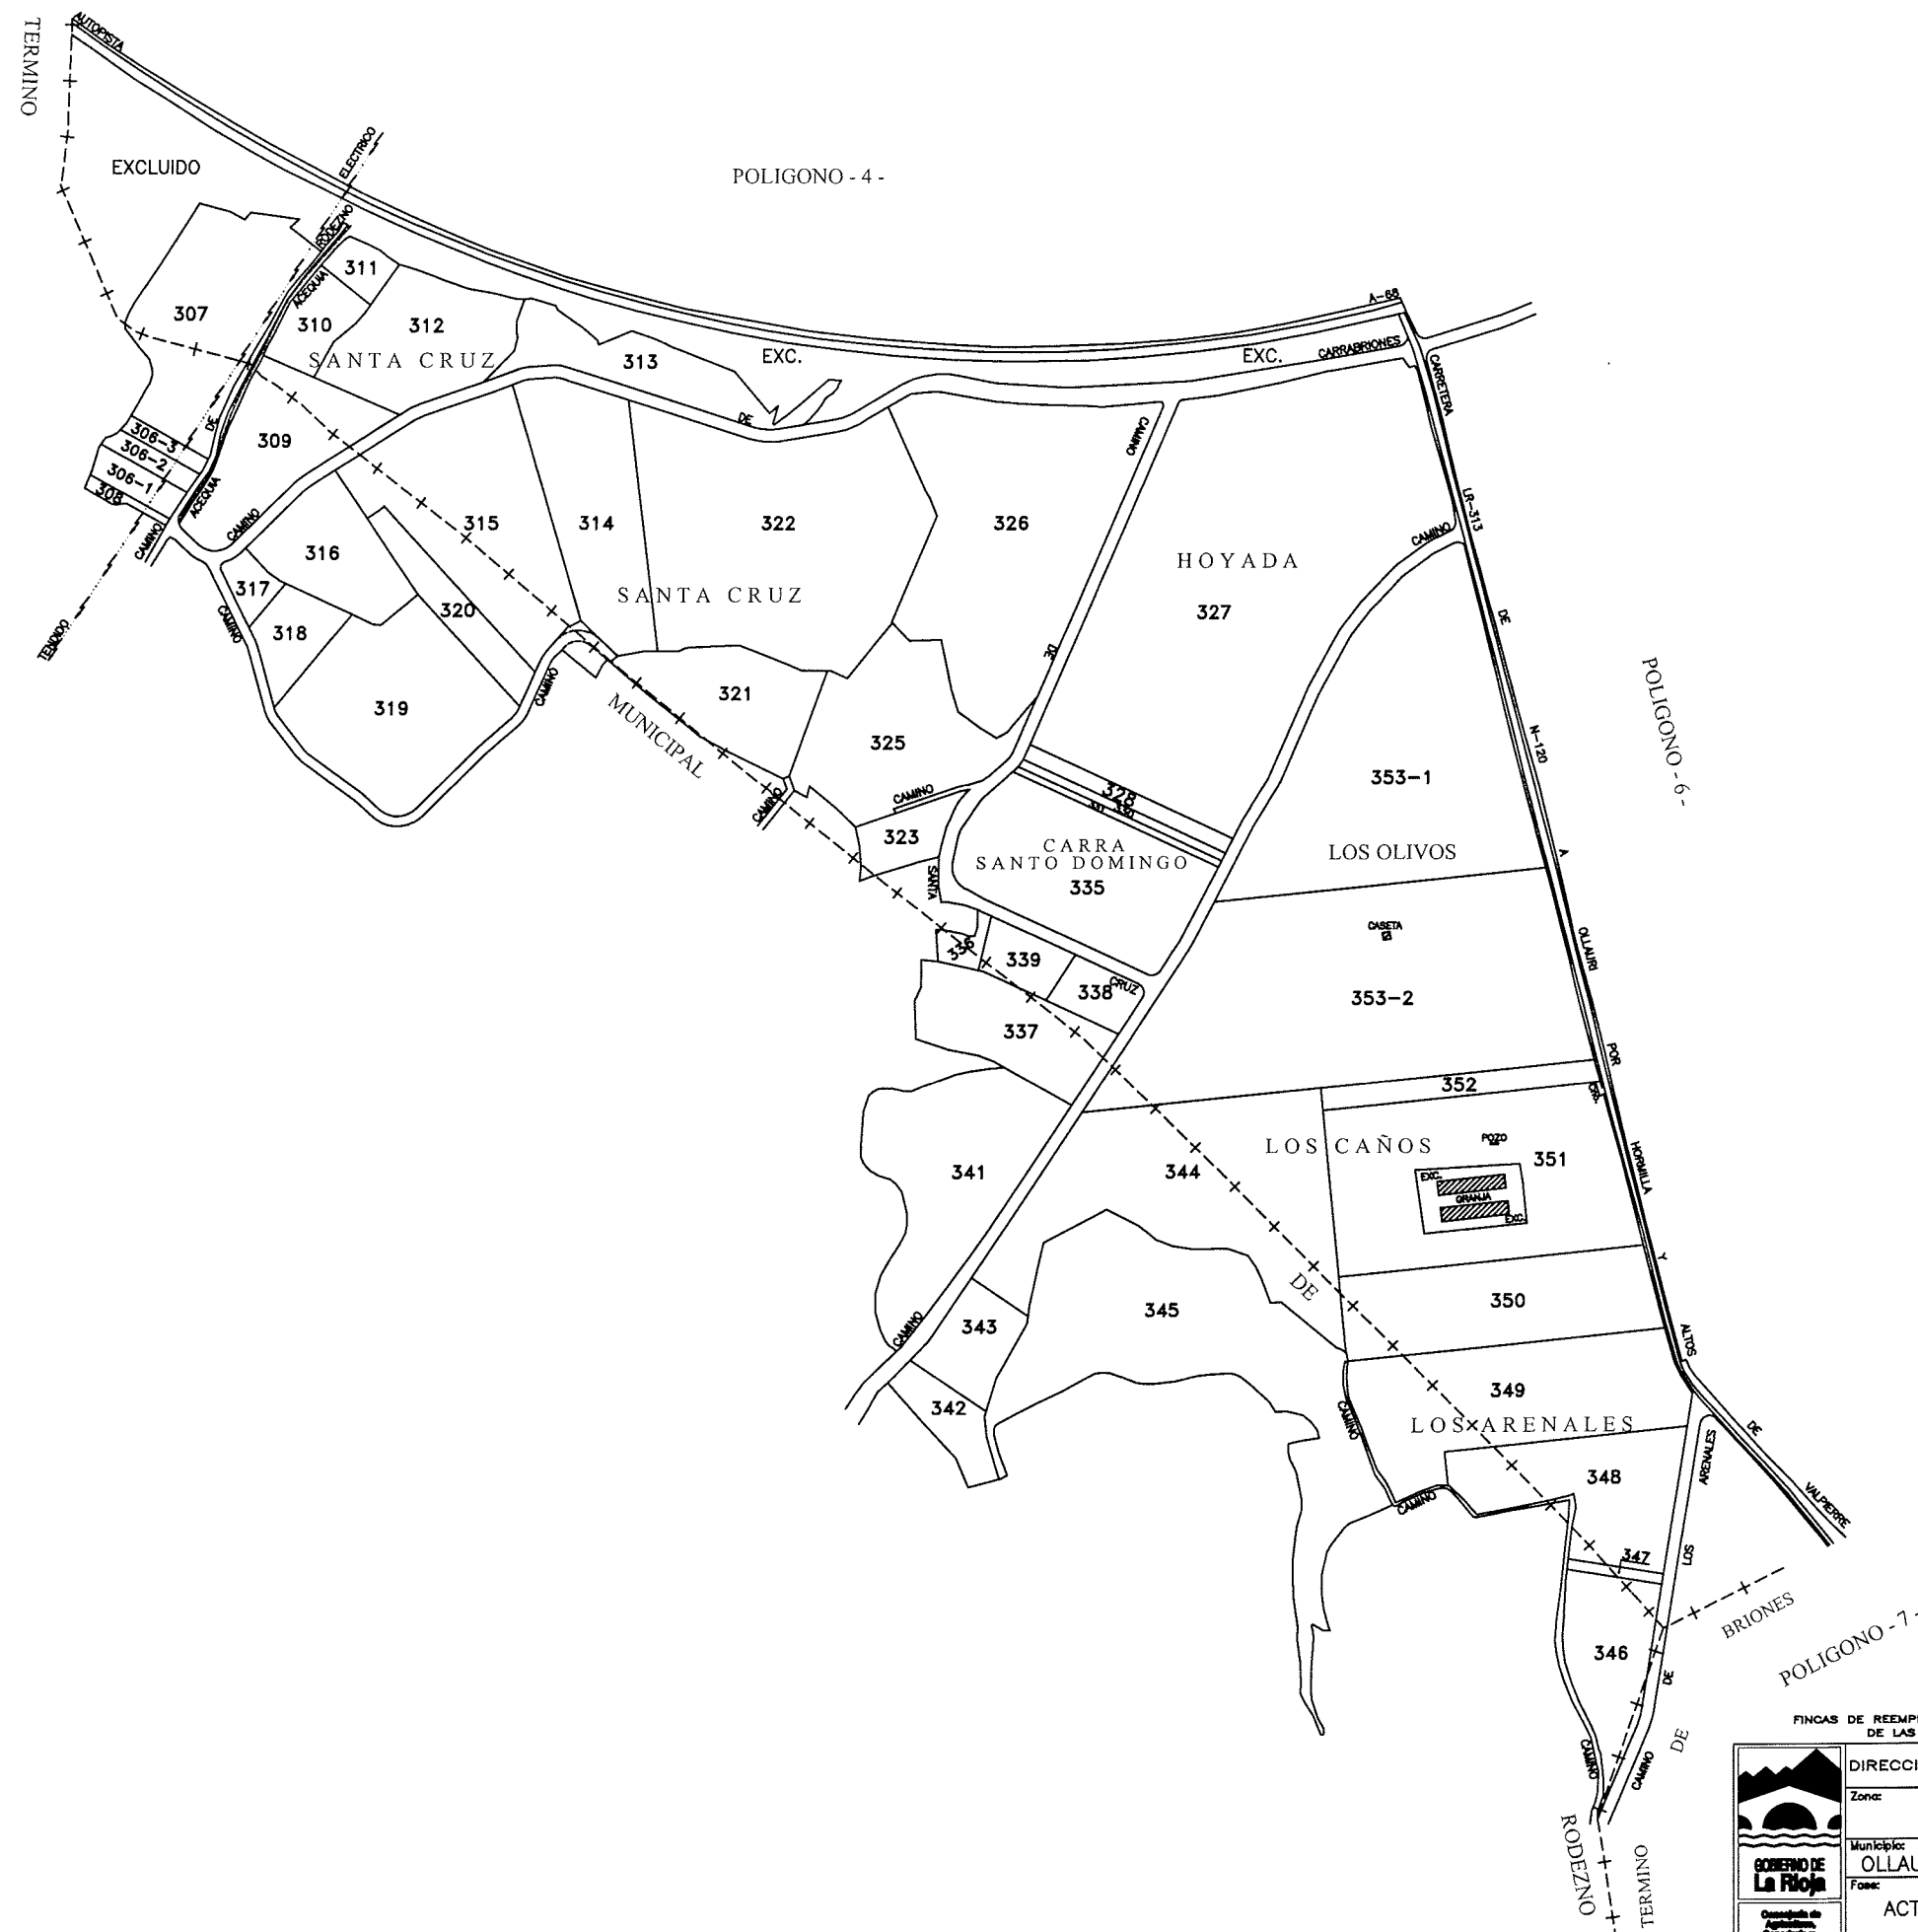 TERMINO
AUTOPISTA
EXCLUIDO
ELECTRICO
POLIGONO - 4 -
RODEZNO
ACEQUIA
311
307
310
312
SANTA CRUZ
313
EXC.
EXC.
A-68
CARRABRIONES
CARRETERA
DE
306-3
306-2
306-1
308
309
DE
ACEQUIA
CAMINO
CAMINO
TENDIDO
315
314
322
326
CAMINO
LR-313
CAMINO
316
317
318
CAMINO
320
319
CAMINO
SANTA CRUZ
HOYADA
327
DE
DE
MUNICIPAL
321
325
CAMINO
CAMINO
323
328
330
N-120
POLIGONO - 6 -
353-1
LOS OLIVOS
A
CARRA
SANTO DOMINGO
335
SANTA
336
339
338
CRUZ
337
CASETA
353-2
OLLAURI
POR
352
LOS CAÑOS
POZO
351
EXC.
GRANJA
EXC.
HORMILLA
341
344
345
DE
350
Y
343
CAMINO
342
349
LOS ARENALES
CAMINO
CAMINO
348
ALTOS
DE
VALPIERRE
ARENALES
LOS
347
346
DE
CAMINO
CAMINO
BRIONES
POLIGONO - 7 -
DE
RODEZNO
TERMINO
FINCAS DE REEMP
DE LAS
DIRECCI
Zona:
Municipio:
OLLAU
Fase:
ACT
GOBIERNO DE
La Rioja
Consejería de
Agricultura,